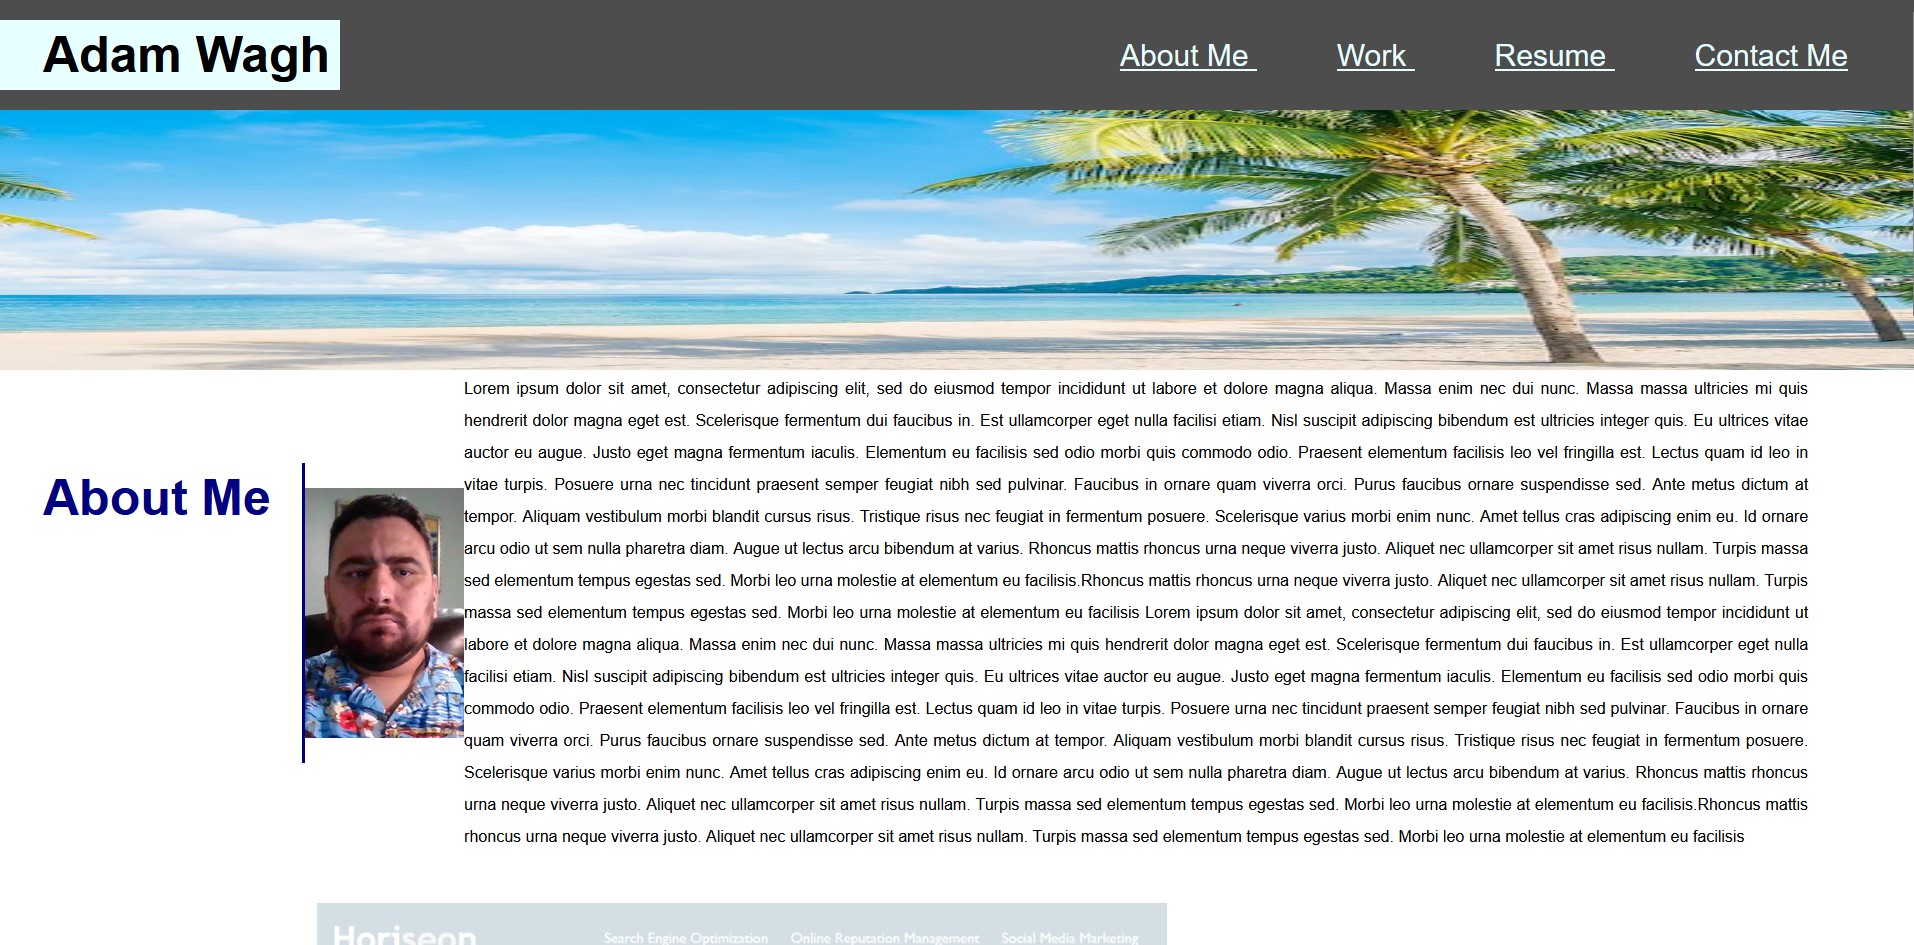 Adam Wagh
About Me Work Resume Contact Me
Lorem ipsum dolor sit amet, consectetur adipiscing elit, sed do eiusmod tempor incididunt ut labore et dolore magna aliqua. Massa enim nec dui nunc. Massa massa ultricies mi quis
hendrerit dolor magna eget est. Scelerisque fermentum dui faucibus in. Est ullamcorper eget nulla facilisi etiam. Nisl suscipit adipiscing bibendum est ultricies integer quis. Eu ultrices vitae
auctor eu augue. Justo eget magna fermentum iaculis. Elementum eu facilisis sed odio morbi quis commodo odio. Praesent elementum facilisis leo vel fringilla est. Lectus quam id leo in
vitae turpis. Posuere urna nec tincidunt praesent semper feugiat nibh sed pulvinar. Faucibus in ornare quam viverra orci. Purus faucibus ornare suspendisse sed. Ante metus dictum at
About Me
tempor. Aliquam vestibulum morbi blandit cursus risus. Tristique risus nec feugiat in fermentum posuere. Scelerisque varius morbi enim nunc. Amet tellus cras adipiscing enim eu. Id ornare
arcu odio ut sem nulla pharetra diam. Augue ut lectus arcu bibendum at varius. Rhoncus mattis rhoncus urna neque viverra justo. Aliquet nec ullamcorper sit amet risus nullam. Turpis massa
sed elementum tempus egestas sed. Morbi leo urna molestie at elementum eu facilisis.Rhoncus mattis rhoncus urna neque viverra justo. Aliquet nec ullamcorper sit amet risus nullam. Turpis
massa sed elementum tempus egestas sed. Morbi leo urna molestie at elementum eu facilisis Lorem ipsum dolor sit amet, consectetur adipiscing elit, sed do eiusmod tempor incididunt ut
labore et dolore magna aliqua. Massa enim nec dui nunc. Massa massa ultricies mi quis hendrerit dolor magna eget est. Scelerisque fermentum dui faucibus in. Est ullamcorper eget nulla
facilisi etiam. Nisl suscipit adipiscing bibendum est ultricies integer quis. Eu ultrices vitae auctor eu augue. Justo eget magna fermentum iaculis. Elementum eu facilisis sed odio morbi quis
commodo odio. Praesent elementum facilisis leo vel fringilla est. Lectus quam id leo in vitae turpis. Posuere urna nec tincidunt praesent semper feugiat nibh sed pulvinar. Faucibus in ornare
quam viverra orci. Purus faucibus ornare suspendisse sed. Ante metus dictum at tempor. Aliquam vestibulum morbi blandit cursus risus. Tristique risus nec feugiat in fermentum posuere.
Scelerisque varius morbi enim nunc. Amet tellus cras adipiscing enim eu. Id ornare arcu odio ut sem nulla pharetra diam. Augue ut lectus arcu bibendum at varius. Rhoncus mattis rhoncus
urna neque viverra justo. Aliquet nec ullamcorper sit amet risus nullam. Turpis massa sed elementum tempus egestas sed. Morbi leo urna molestie at elementum eu facilisis.Rhoncus mattis
rhoncus urna neque viverra justo. Aliquet nec ullamcorper sit amet risus nullam. Turpis massa sed elementum tempus egestas sed. Morbi leo urna molestie at elementum eu facilisis
Horiseon Search Engine Optimization Online Reputation Management Social Media Marketing